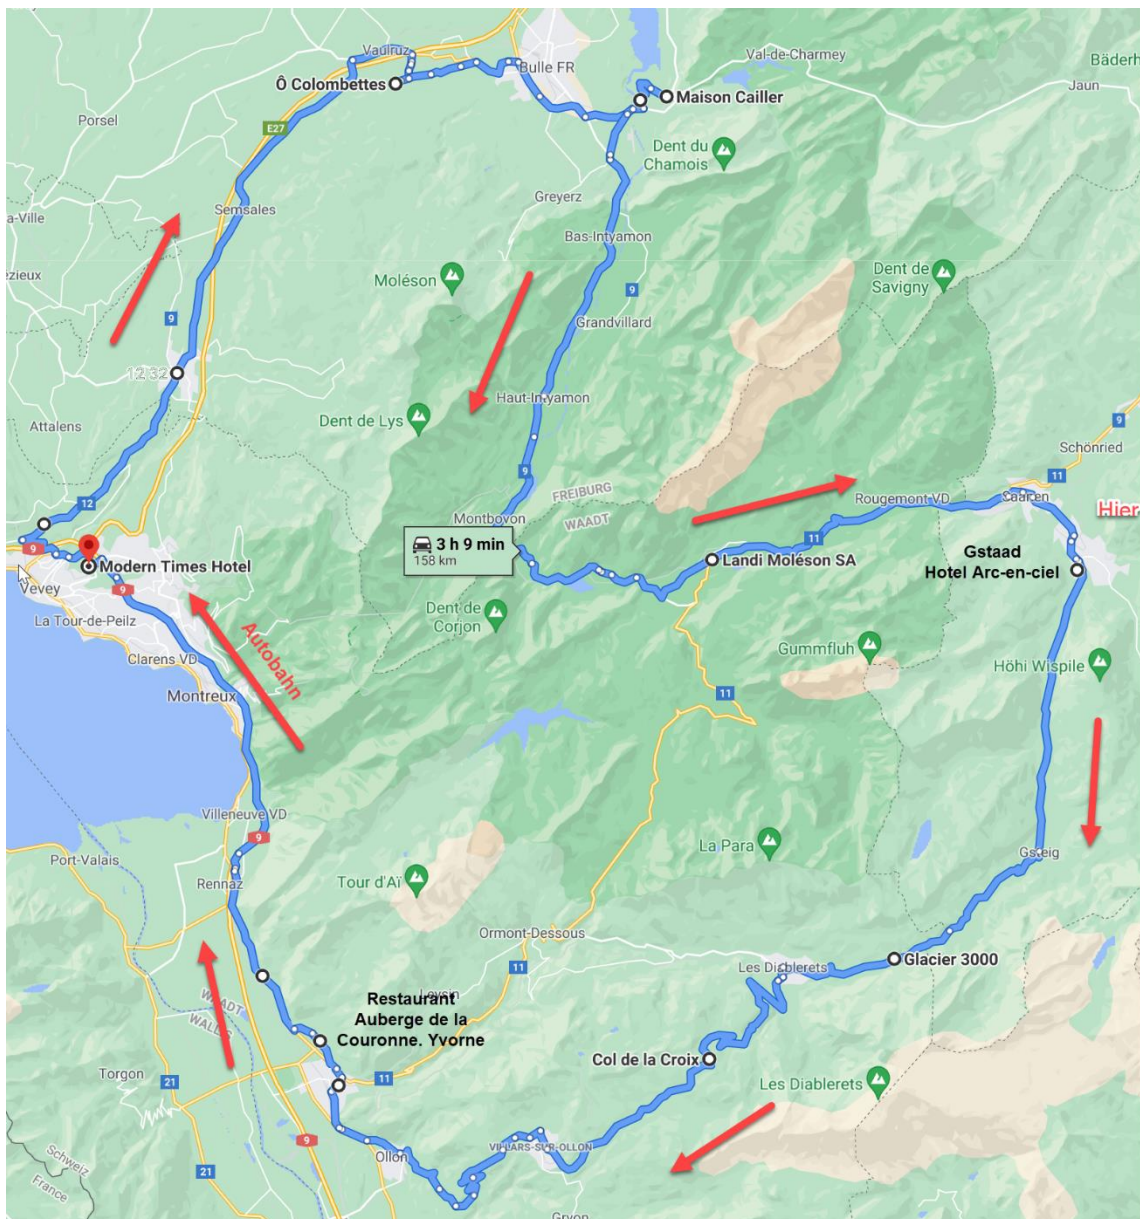 Vaulruz
Ô Colombettes
Bulle FR
Val-de-Charmey
Bäderh
Jaun
Maison Cailler
Porsel
E27
Dent du
Chamois
Greyerz
Semsales
a-Ville
ezieux
Bas-Intyamon
Moléson
Dent de
Savigny
9
9
Grandvillard
Haut-Intyamon
Dent de Lys
Attalens
9
Schönried
11
9
12
FREIBURG
WAADT
Rougemont VD
Saanen
Montbovon
Hier
3 h 9 min
158 km
11
Landi Moléson SA
Gstaad
Hotel Arc-en-ciel
9
Modern Times Hotel
9
Vevey
La Tour-de-Peilz
Dent de
Corjon
Clarens VD
Autobahn
Montreux
Gummfluh
Höhi Wispile
11
Villeneuve VD
9
Port-Valais
Rennaz
Tour d'Aï
La Para
Gsteig
Ormont-Dessous
11
Les Diablerets
Glacier 3000
Leysin
WAADT
WALLIS
Restaurant
Auberge de la
Couronne. Yvorne
Col de la Croix
Torgon
21
11
Les Diablerets
9
VILLARS-SUR-OLLON
Ollon
21
Schweiz
France
Gryon